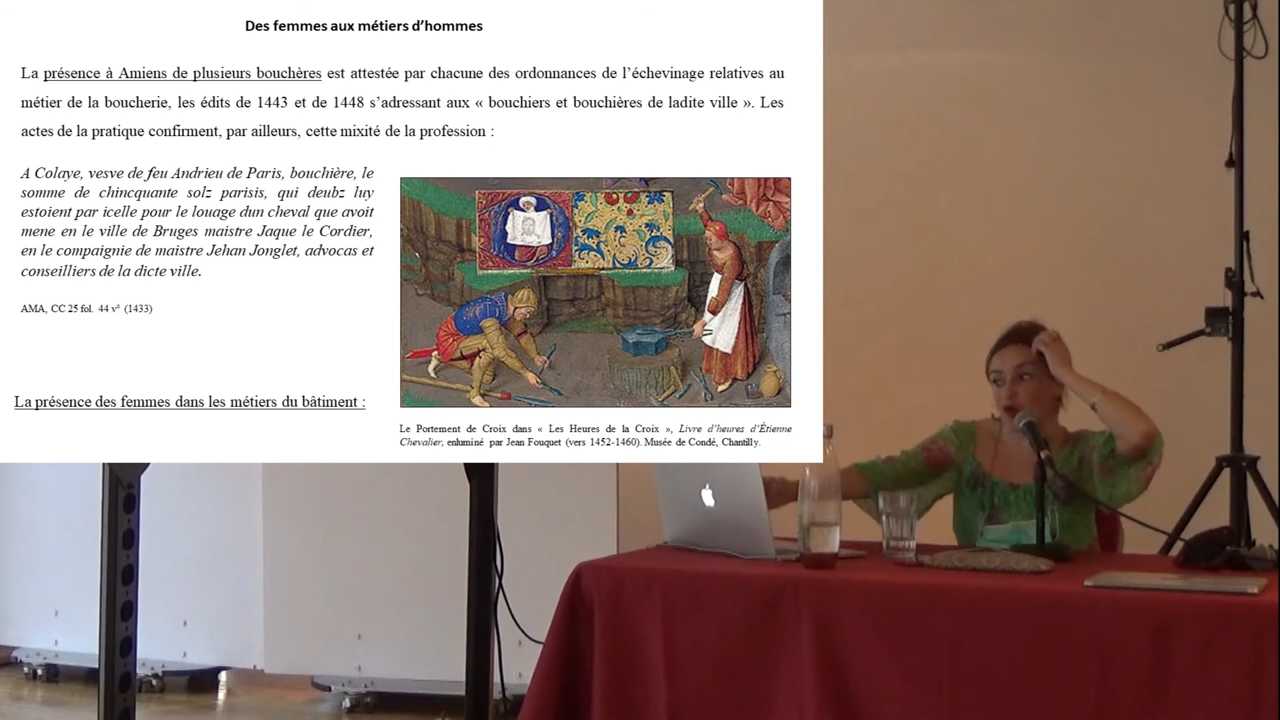 Des femmes aux métiers d’hommes
La présence à Amiens de plusieurs bouchères est attestée par chacune des ordonnances de l’échevinage relatives au
métier de la boucherie, les édits de 1443 et de 1448 s’adressant aux « bouchiers et bouchières de ladite ville ». Les
actes de la pratique confirment, par ailleurs, cette mixité de la profession :
A Colaye, vesve de feu Andrieu de Paris, bouchière, le
somme de chincquante solz parisis, qui deubz luy
estoient par icelle pour le louage dun cheval que avoit
mene en le ville de Bruges maistre Jaque le Cordier,
en le compaignie de maistre Jehan Jonglet, advocas et
conseilliers de la dicte ville.
AMA, CC 25 fol. 44 v° (1433)
La présence des femmes dans les métiers du bâtiment :
Le Portement de Croix dans « Les Heures de la Croix », Livre d’heures d’Étienne
Chevalier, enluminé par Jean Fouquet (vers 1452-1460). Musée de Condé, Chantilly.